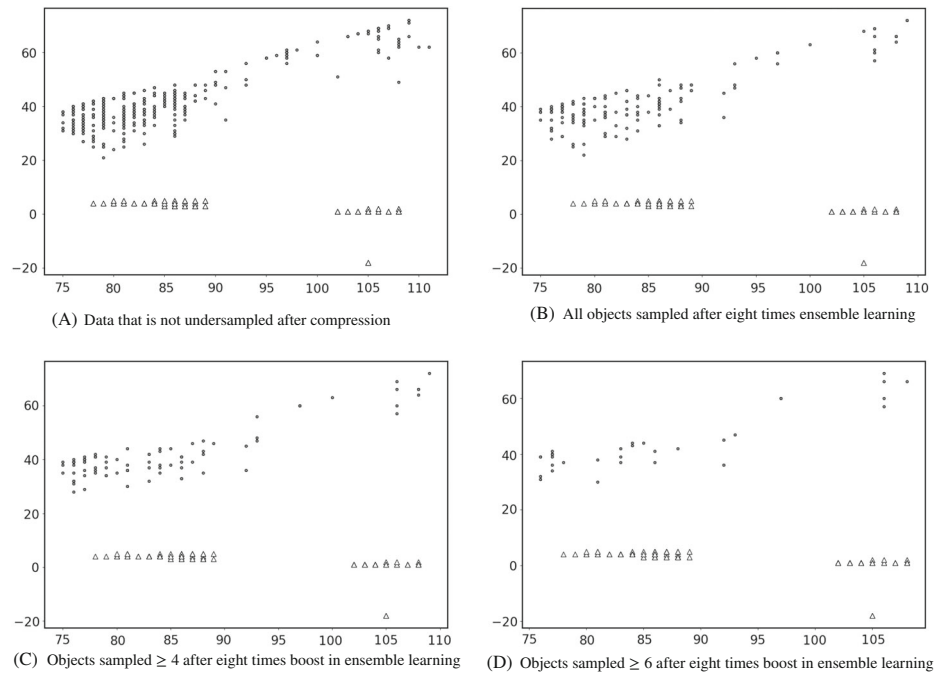 60
40
20
0
−20
75 80 85 90 95 100 105 110
(A) Data that is not undersampled after compression
60
40
20
0
−20
75 80 85 90 95 100 105 110
(B) All objects sampled after eight times ensemble learning
60
40
20
0
−20
75 80 85 90 95 100 105 110
(C) Objects sampled ≥ 4 after eight times boost in ensemble learning
60
40
20
0
−20
75 80 85 90 95 100 105
(D) Objects sampled ≥ 6 after eight times boost in ensemble learning